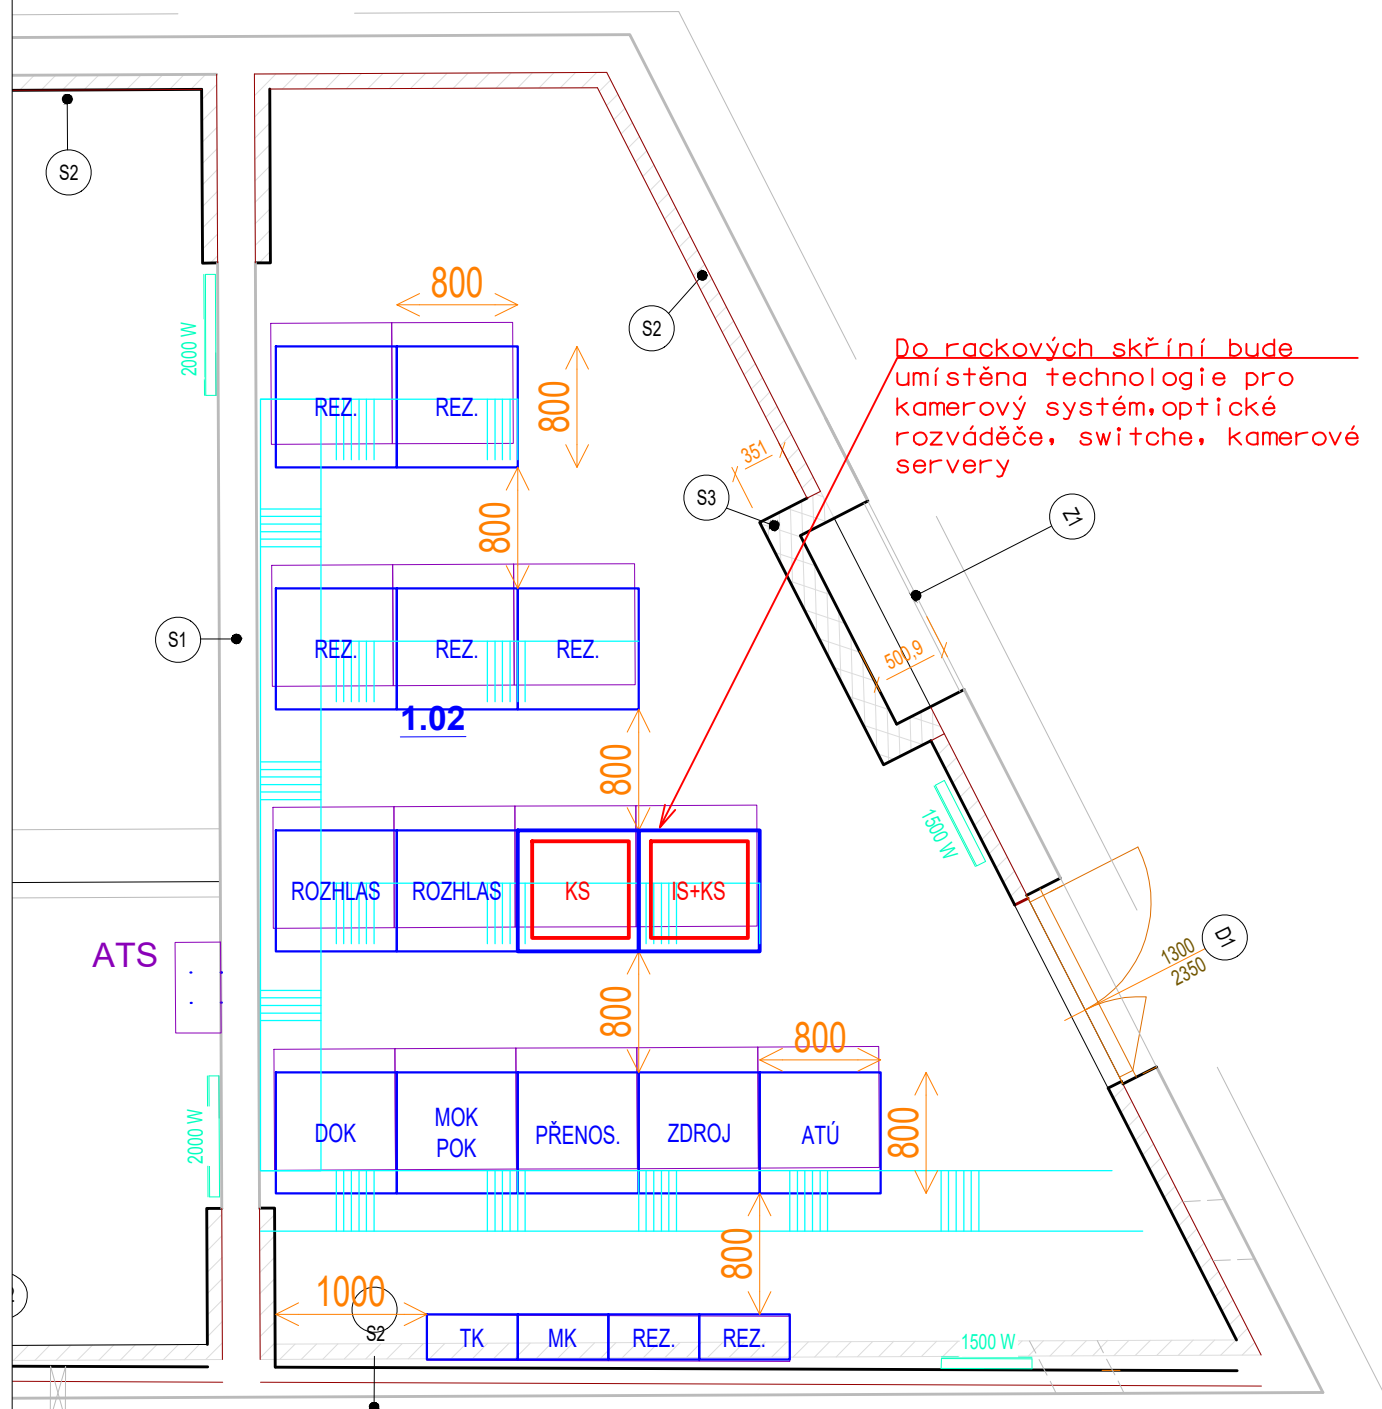 S2
800
S2
2000 W
Do rackových skříní bude
umístěna technologie pro
kamerový systém,optické
rozváděče, switche, kamerové
servery
REZ.
REZ.
800
351
S3
Z1
800
S1
REZ.
REZ.
REZ.
500,9
1.02
800
1500 W
ROZHLAS
ROZHLAS
KS
IS+KS
ATS
D1
1300
2350
800
800
2000 W
DOK
MOK
POK
PŘENOS.
ZDROJ
ATÚ
800
800
1000
S2
TK
MK
REZ.
REZ.
1500 W